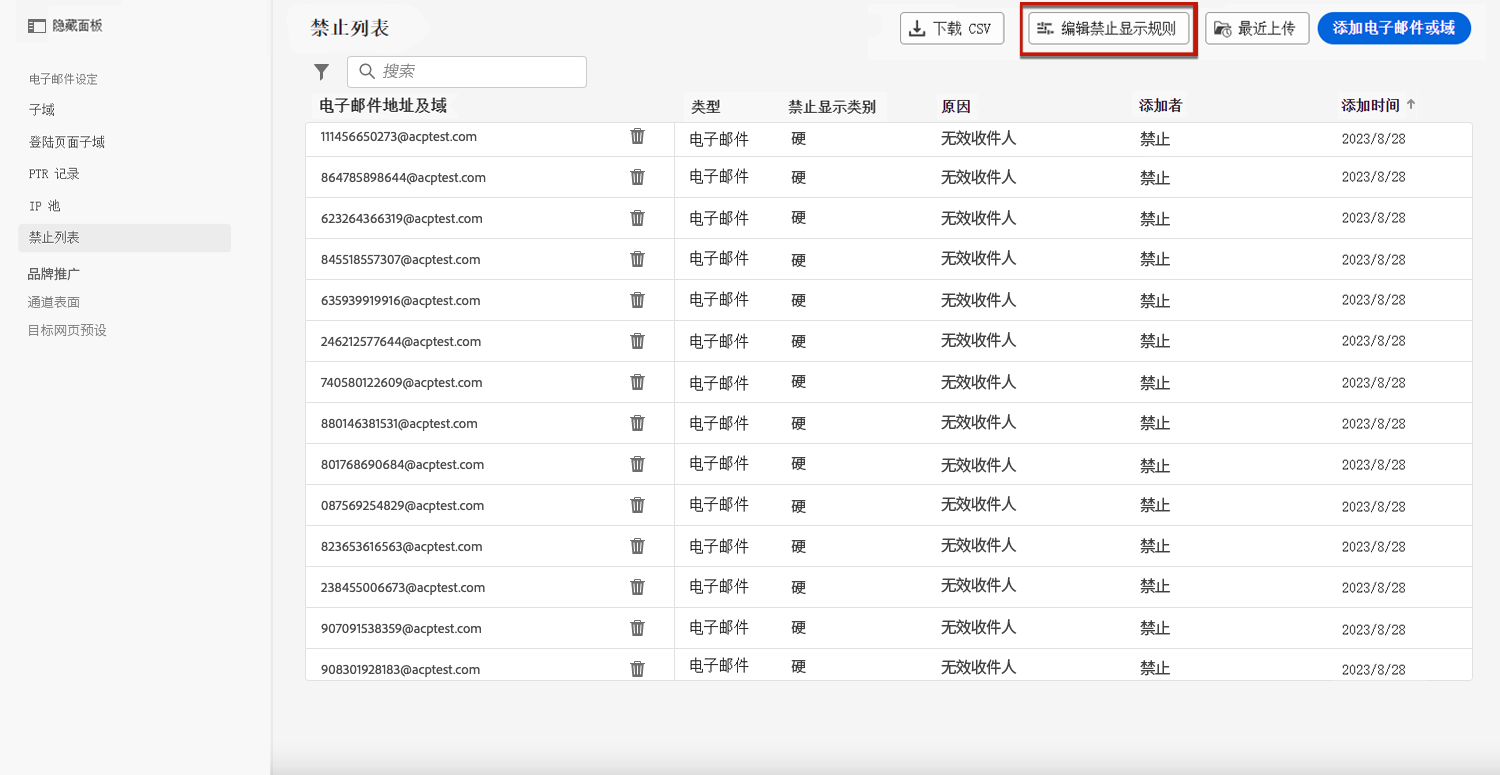 隐藏面板
电子邮件设定
子域
登陆页面子域
PTR 记录
IP 池
禁止列表
品牌推广
通道表面
目标网页预设
禁止列表
下载 CSV
编辑禁止显示规则
最近上传
添加电子邮件或域
搜索
电子邮件地址及域 类型 禁止显示类别 原因 添加者 添加时间
111456650273@acptest.com 电子邮件 硬 无效收件人 禁止 2023/8/28
864785898644@acptest.com 电子邮件 硬 无效收件人 禁止 2023/8/28
623264366319@acptest.com 电子邮件 硬 无效收件人 禁止 2023/8/28
845518557307@acptest.com 电子邮件 硬 无效收件人 禁止 2023/8/28
635939919916@acptest.com 电子邮件 硬 无效收件人 禁止 2023/8/28
246212577644@acptest.com 电子邮件 硬 无效收件人 禁止 2023/8/28
740580122609@acptest.com 电子邮件 硬 无效收件人 禁止 2023/8/28
880146381531@acptest.com 电子邮件 硬 无效收件人 禁止 2023/8/28
801768690684@acptest.com 电子邮件 硬 无效收件人 禁止 2023/8/28
087569254829@acptest.com 电子邮件 硬 无效收件人 禁止 2023/8/28
823653616563@acptest.com 电子邮件 硬 无效收件人 禁止 2023/8/28
238455006673@acptest.com 电子邮件 硬 无效收件人 禁止 2023/8/28
907091538359@acptest.com 电子邮件 硬 无效收件人 禁止 2023/8/28
908301928183@acptest.com 电子邮件 硬 无效收件人 禁止 2023/8/28